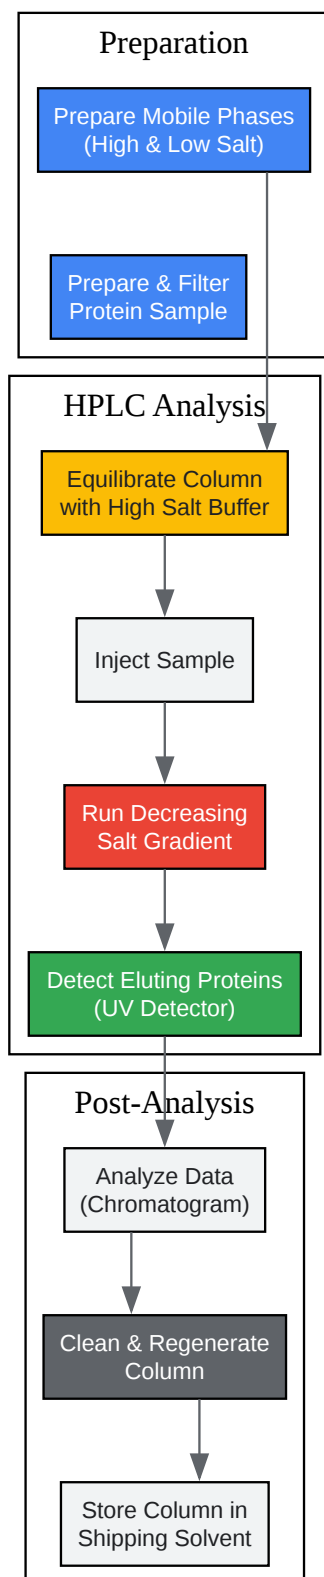 Preparation
Prepare Mobile Phases
(High & Low Salt)
Prepare & Filter
Protein Sample
HPLC Analysis
Equilibrate Column
with High Salt Buffer
Inject Sample
Run Decreasing
Salt Gradient
Detect Eluting Proteins
(UV Detector)
Post-Analysis
Analyze Data
(Chromatogram)
Clean & Regenerate
Column
Store Column in
Shipping Solvent